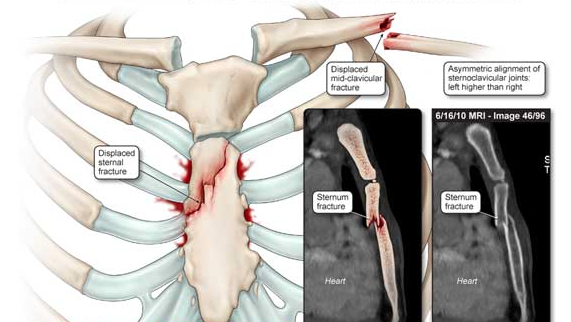 Displaced
mid-clavicular
fracture
Asymmetric alignment of
sternoclavicular joints:
left higher than right
6/16/10 MRI - Image 46/96
Displaced
sternal
fracture
Sternum
fracture
Sternum
fracture
Heart
Heart
S
T